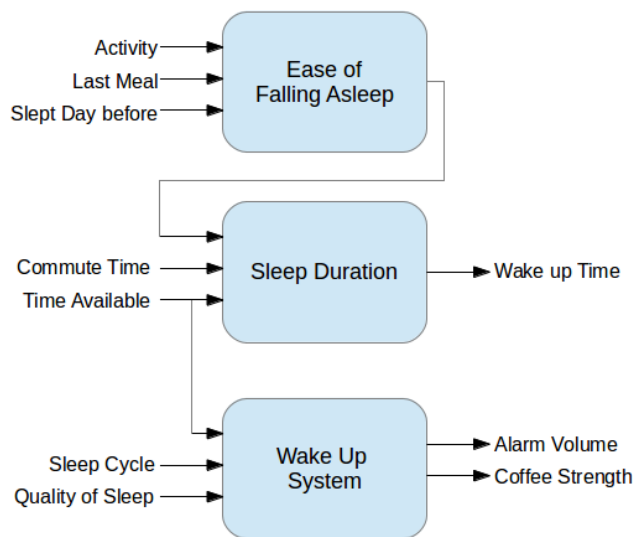 Activity
Last Meal
Slept Day before
Ease of
Falling Asleep
Commute Time
Time Available
Sleep Duration
Wake up Time
Sleep Cycle
Quality of Sleep
Wake Up
System
Alarm Volume
Coffee Strength